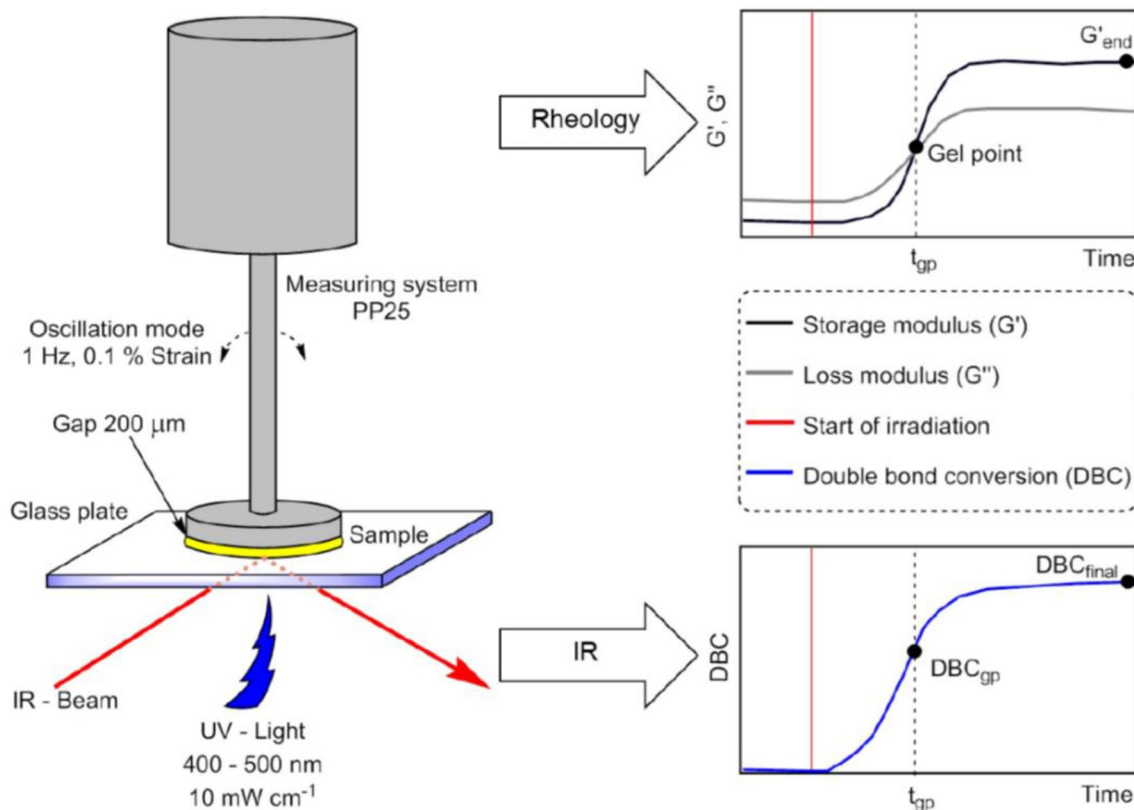 Measuring system
PP25
Oscillation mode
1 Hz, 0.1 % Strain
Gap 200 μm
Glass plate
Sample
IR - Beam
UV - Light
400 - 500 nm
10 mW cm⁻¹
Rheology
IR
G', G''
G'end
Gel point
tgp
Time
Storage modulus (G')
Loss modulus (G'')
Start of irradiation
Double bond conversion (DBC)
DBC
DBCfinal
DBCgp
tgp
Time